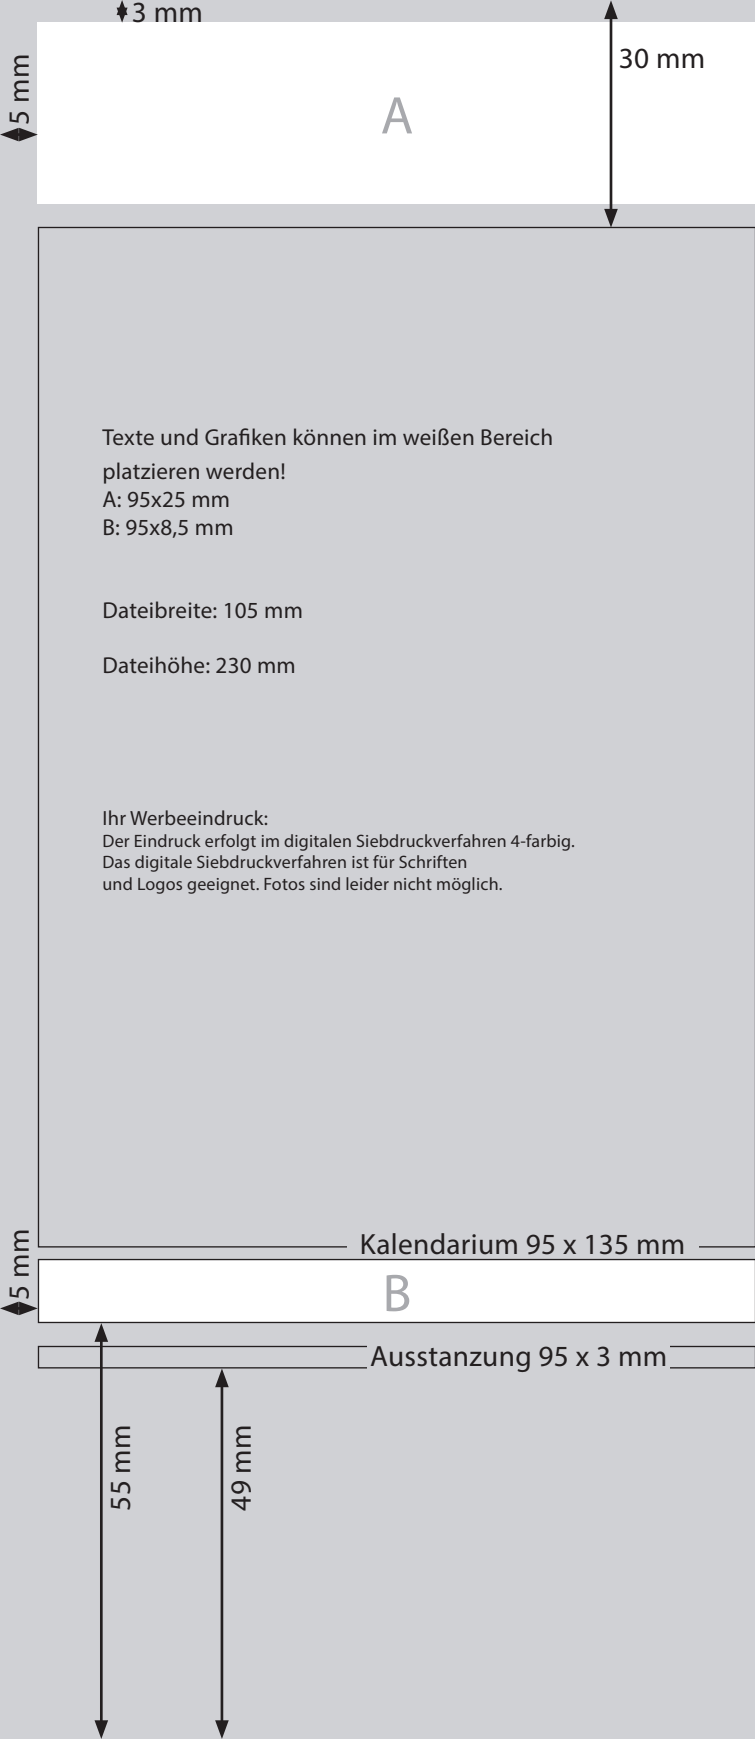 3 mm
30 mm
5 mm
A
Texte und Grafiken können im weißen Bereich
platzieren werden!
A: 95x25 mm
B: 95x8,5 mm
Dateibreite: 105 mm
Dateihöhe: 230 mm
Ihr Werbeeindruck:
Der Eindruck erfolgt im digitalen Siebdruckverfahren 4-farbig.
Das digitale Siebdruckverfahren ist für Schriften
und Logos geeignet. Fotos sind leider nicht möglich.
Kalendarium 95 x 135 mm
5 mm
B
Ausstanzung 95 x 3 mm
55 mm
49 mm